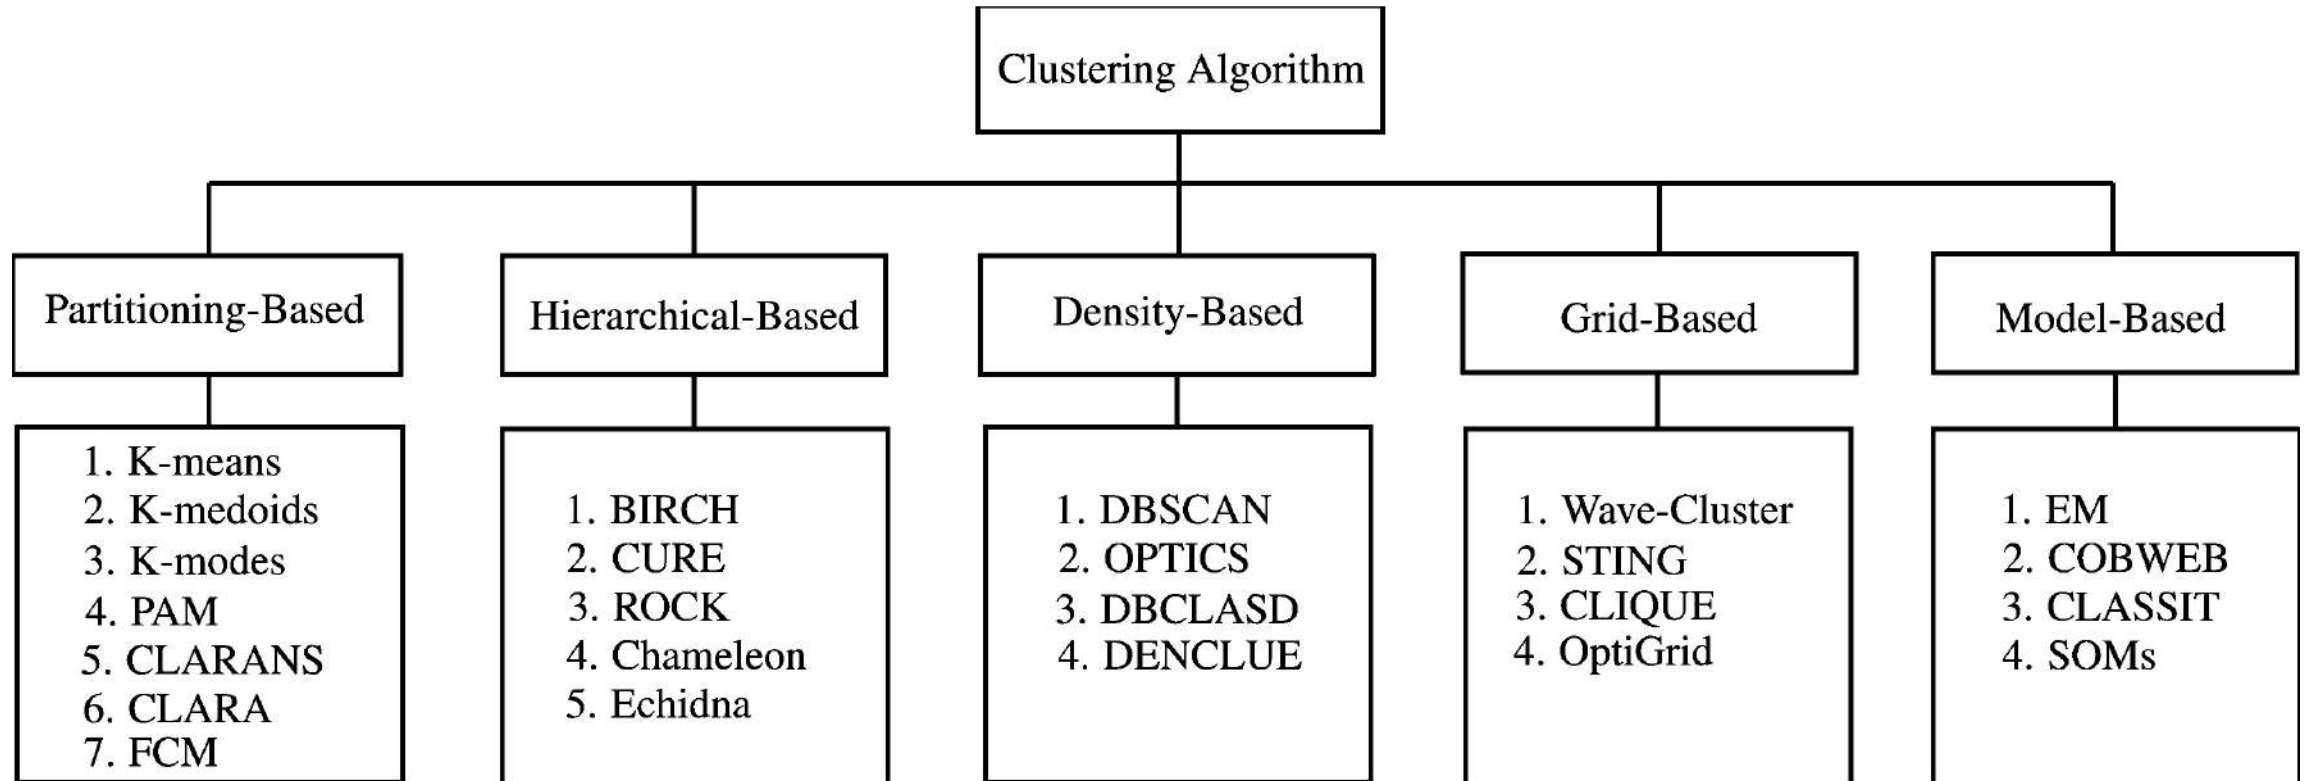 Clustering Algorithm
Partitioning-Based
Hierarchical-Based
Density-Based
Grid-Based
Model-Based
1. K-means
2. K-medoids
3. K-modes
4. PAM
5. CLARANS
6. CLARA
7. FCM
1. BIRCH
2. CURE
3. ROCK
4. Chameleon
5. Echidna
1. DBSCAN
2. OPTICS
3. DBCLASD
4. DENCLUE
1. Wave-Cluster
2. STING
3. CLIQUE
4. OptiGrid
1. EM
2. COBWEB
3. CLASSIT
4. SOMs